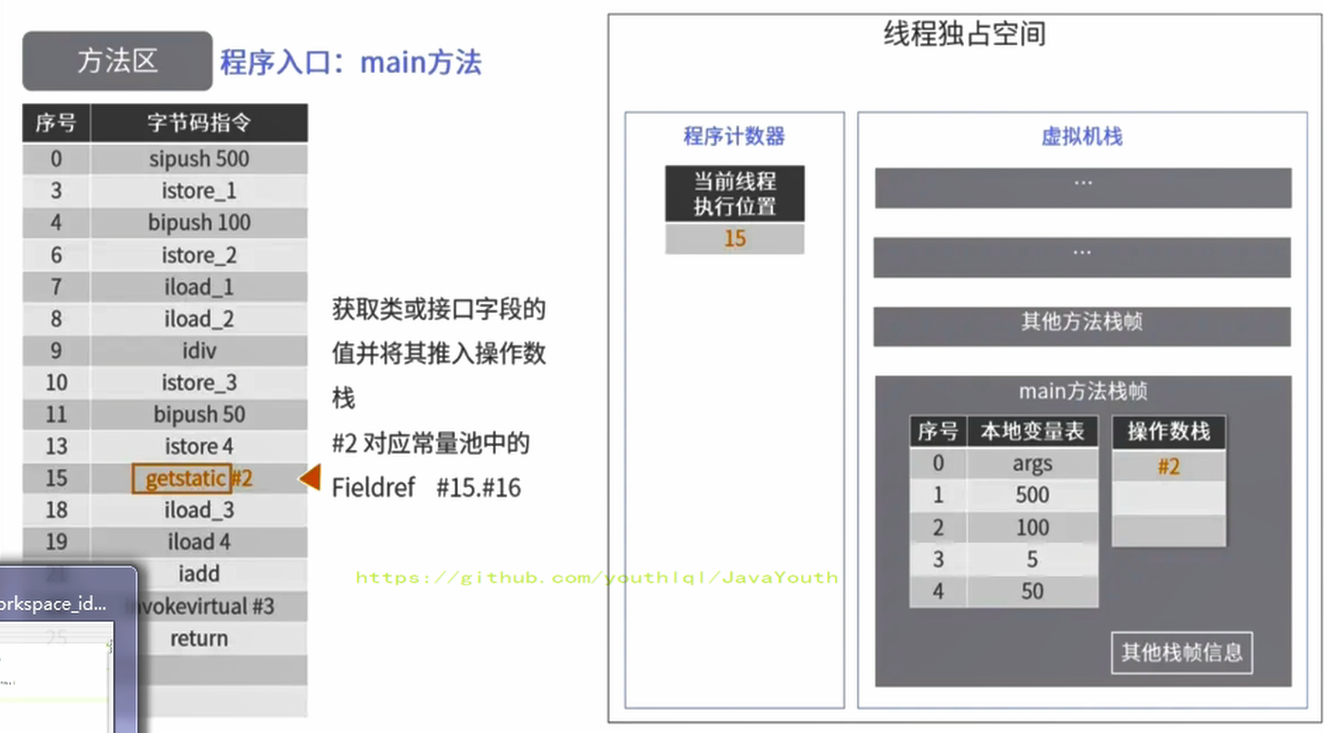 方法区
程序入口：main方法
序号 字节码指令
0 sipush 500
3 istore_1
4 bipush 100
6 istore_2
7 iload_1
8 iload_2
9 idiv
10 istore_3
11 bipush 50
13 istore 4
15 getstatic #2
18 iload_3
19 iload 4
21 iadd
invokevirtual #3
25 return
orkspace_id...
获取类或接口字段的
值并将其推入操作数
栈
#2 对应常量池中的
Fieldref #15.#16
https://github.com/youthlql/JavaYouth
线程独占空间
程序计数器
当前线程
执行位置
15
虚拟机栈
...
...
其他方法栈帧
main方法栈帧
序号 本地变量表
0 args
1 500
2 100
3 5
4 50
操作数栈
#2
其他栈帧信息